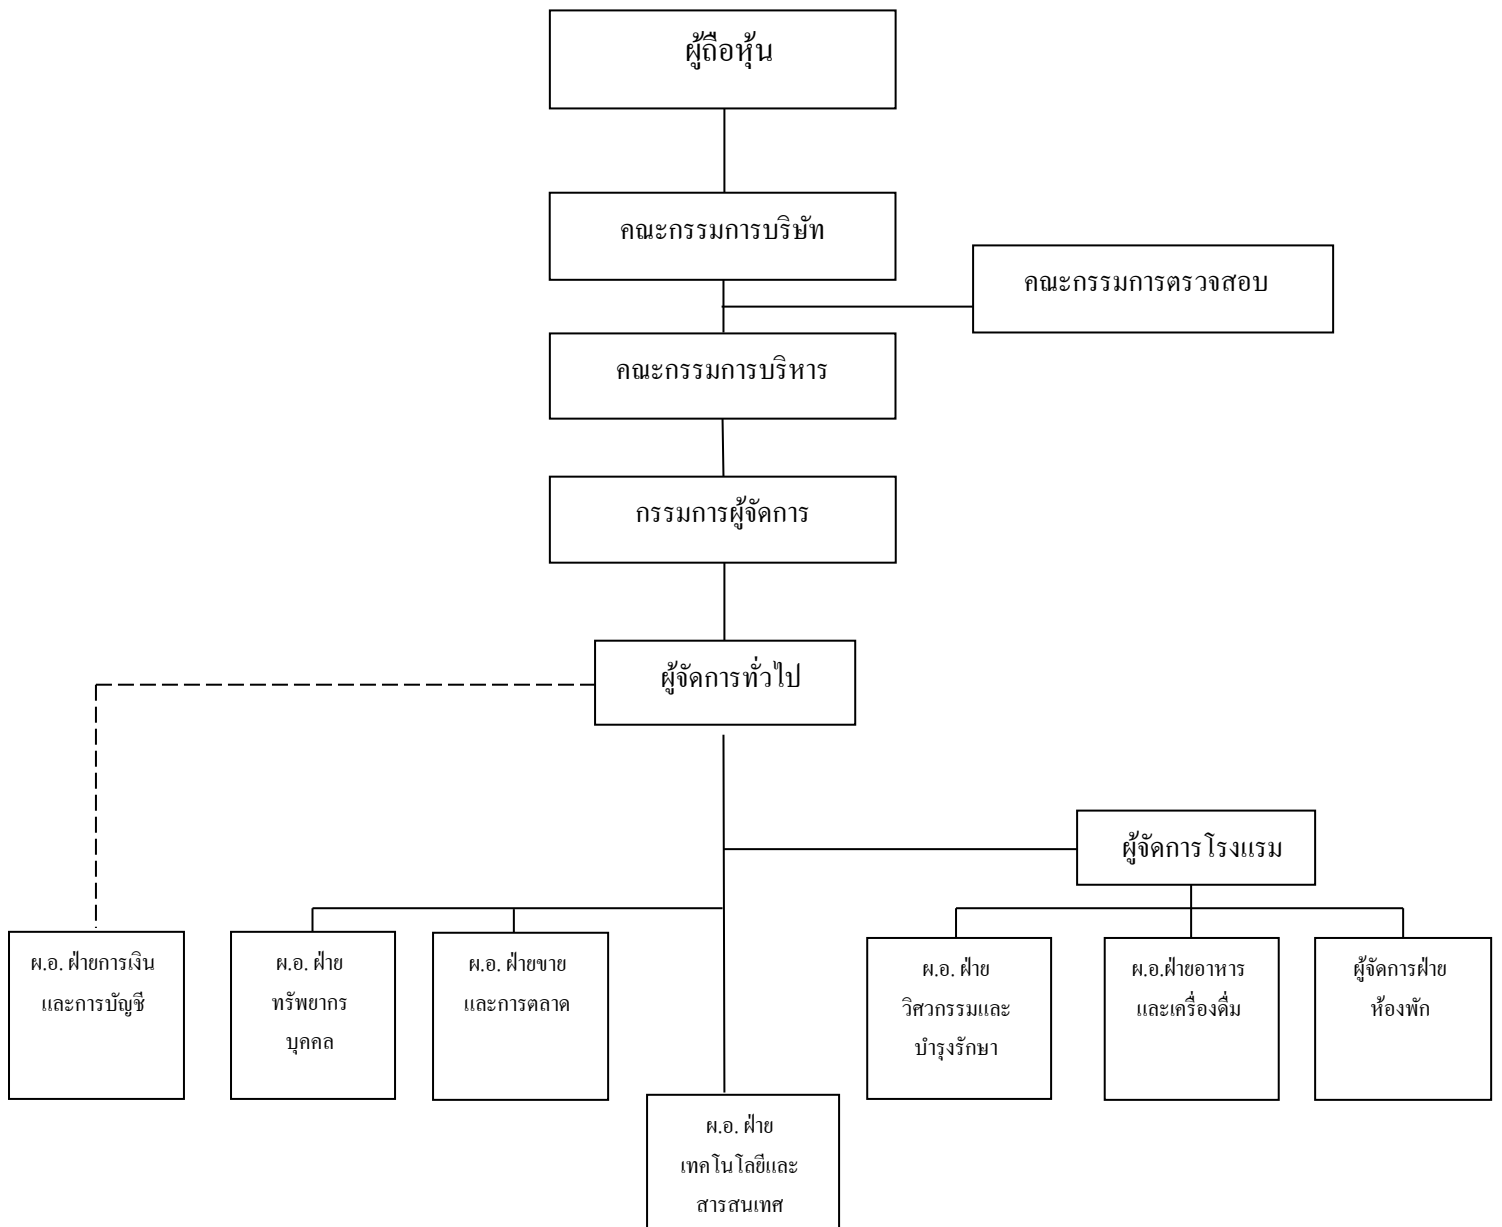 ผู้ถือหุ้น
คณะกรรมการบริษัท
คณะกรรมการตรวจสอบ
คณะกรรมการบริหาร
กรรมการผู้จัดการ
ผู้จัดการทั่วไป
ผู้จัดการโรงแรม
ผ.อ. ฝ่ายการเงิน
และการบัญชี
ผ.อ. ฝ่าย
ทรัพยากร
บุคคล
ผ.อ. ฝ่ายขาย
และการตลาด
ผ.อ. ฝ่าย
วิศวกรรมและ
บำรุงรักษา
ผ.อ.ฝ่ายอาหาร
และเครื่องดื่ม
ผู้จัดการฝ่าย
ห้องพัก
ผ.อ. ฝ่าย
เทคโนโลยีและ
สารสนเทศ